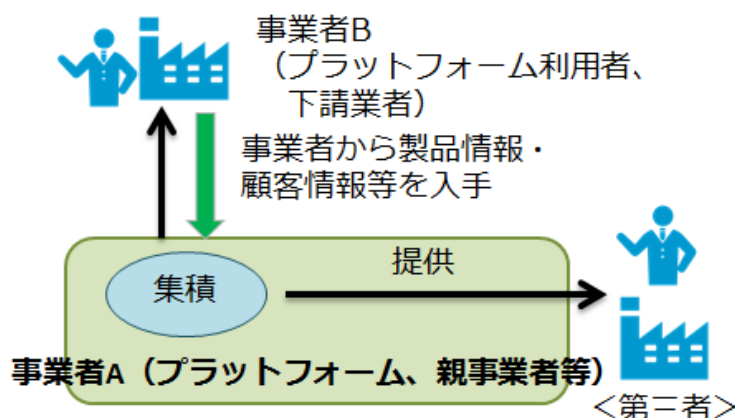 事業者B
（プラットフォーム利用者、
下請業者）
事業者から製品情報・
顧客情報等を入手
集積
提供
事業者A（プラットフォーム、親事業者等）
＜第三者＞